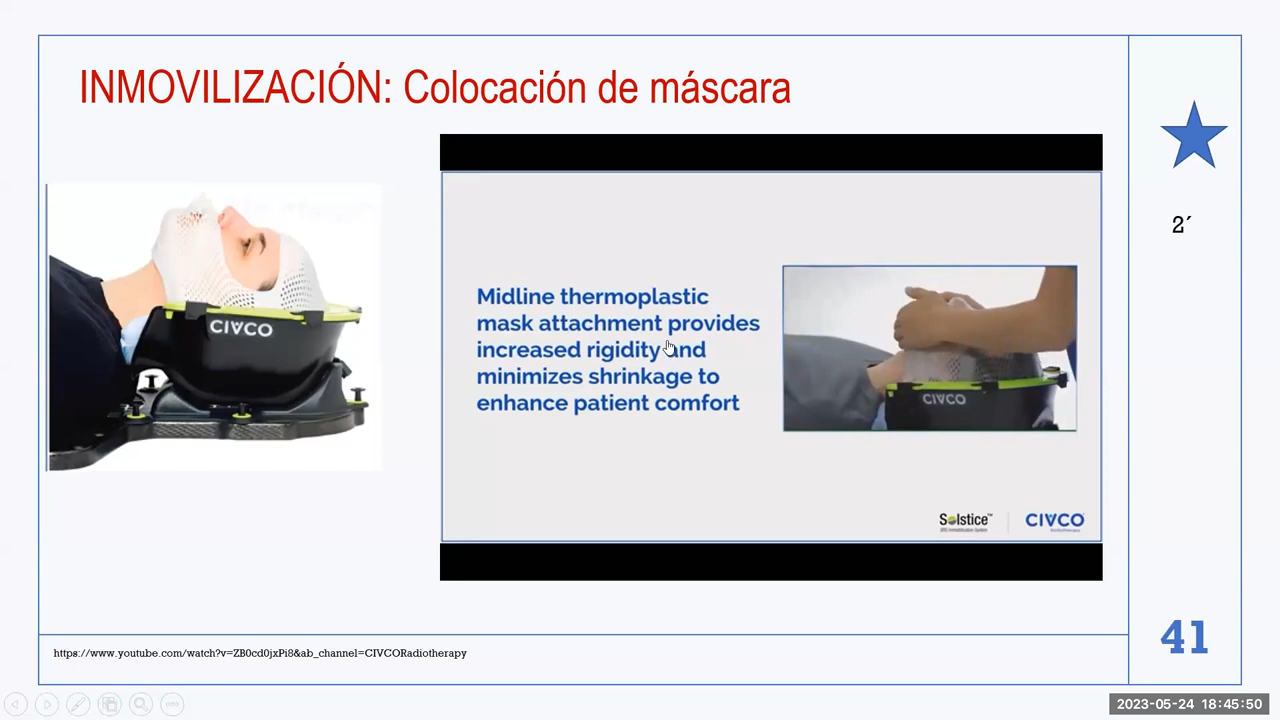 INMOVILIZACIÓN: Colocación de máscara
2´
CIVCO
Midline thermoplastic
mask attachment provides
increased rigidity and
minimizes shrinkage to
enhance patient comfort
CIVCO
Solstice™
CIVCO
41
https://www.youtube.com/watch?v=ZB0cd0jxPi8&ab_channel=CIVCORadiotherapy
2023-05-24 18:45:50